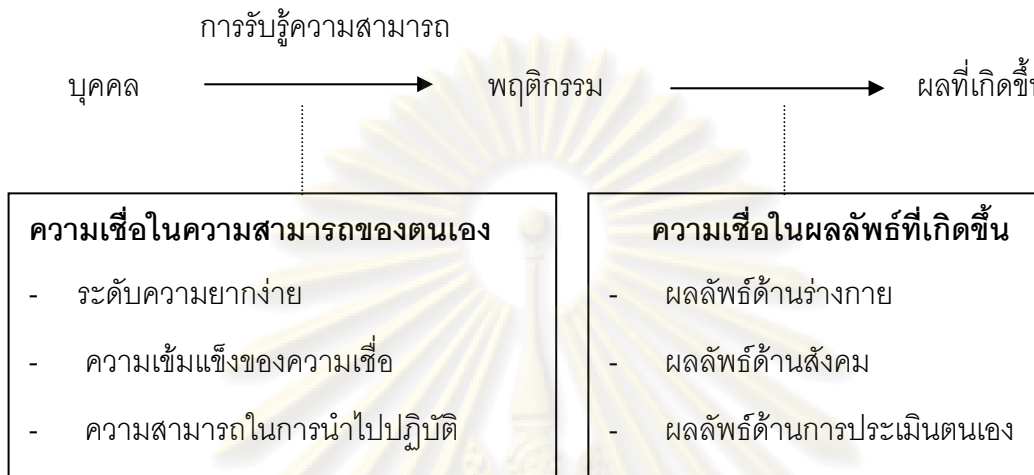 การรับรู้ความสามารถ
บุคคล พฤติกรรม ผลที่เกิดขึ้น
ความเชื่อในความสามารถของตนเอง
- ระดับความยากง่าย
- ความเข้มแข็งของความเชื่อ
- ความสามารถในการนำไปปฏิบัติ
ความเชื่อในผลลัพธ์ที่เกิดขึ้น
- ผลลัพธ์ด้านร่างกาย
- ผลลัพธ์ด้านสังคม
- ผลลัพธ์ด้านการประเมินตนเอง